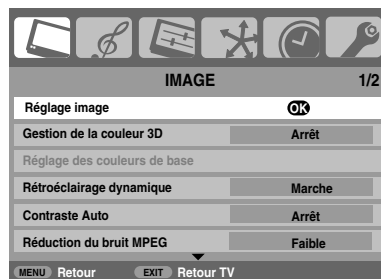 IMAGE 1/2
Réglage image OK
Gestion de la couleur 3D Arrêt
Réglage des couleurs de base
Rétroéclairage dynamique Marche
Contraste Auto Arrêt
Réduction du bruit MPEG Faible
MENU Retour EXIT Retour TV